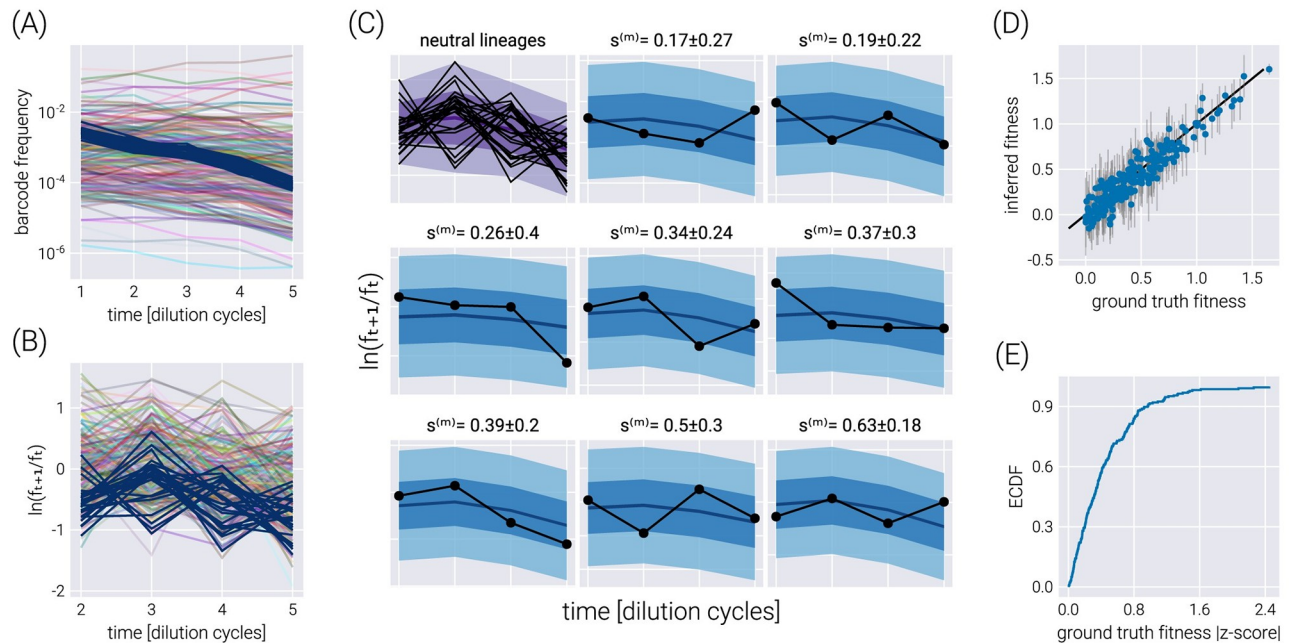 (A)
barcode frequency
10⁻²
10⁻⁴
10⁻⁶
1 2 3 4 5
time [dilution cycles]
(B)
ln(fₜ₊₁/fₜ)
1
0
-1
-2
2 3 4 5
time [dilution cycles]
(C)
neutral lineages
s⁽ᵐ⁾ = 0.17±0.27
s⁽ᵐ⁾ = 0.19±0.22
s⁽ᵐ⁾ = 0.26±0.4
s⁽ᵐ⁾ = 0.34±0.24
s⁽ᵐ⁾ = 0.37±0.3
ln(fₜ₊₁/fₜ)
s⁽ᵐ⁾ = 0.39±0.2
s⁽ᵐ⁾ = 0.5±0.3
s⁽ᵐ⁾ = 0.63±0.18
time [dilution cycles]
(D)
inferred fitness
1.5
1.0
0.5
0.0
-0.5
0.0 0.5 1.0 1.5
ground truth fitness
(E)
ECDF
0.9
0.6
0.3
0.0
0.0 0.8 1.6 2.4
ground truth fitness |z-score|